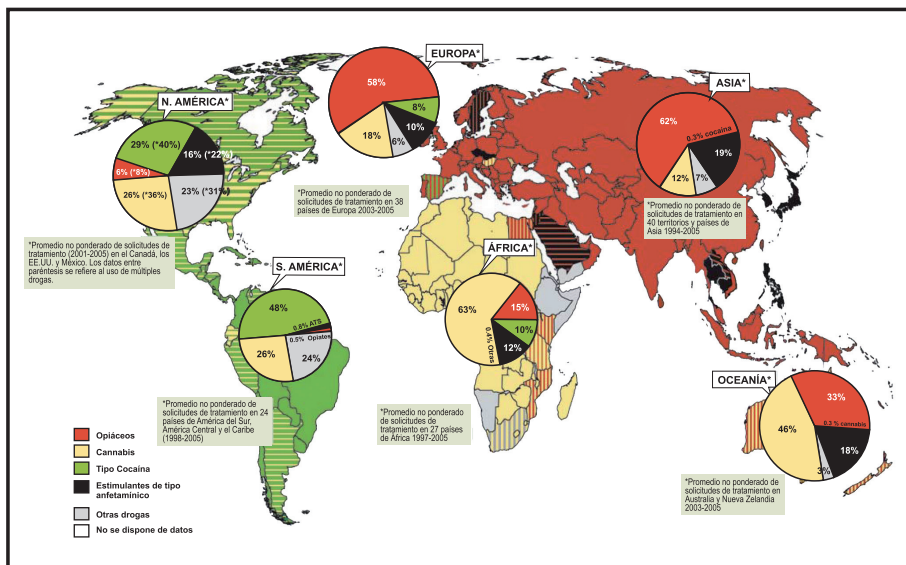 EUROPA*
58%
8%
10%
6%
18%
*Promedio no ponderado de
solicitudes de tratamiento en 38
países de Europa 2003-2005
N. AMÉRICA*
29% (*40%)
16% (*22%)
6% (*8%)
26% (*36%)
23% (*31%)
*Promedio no ponderado de solicitudes de
tratamiento (2001-2005) en el Canadá, los
EE.UU. y México. Los datos entre
paréntesis se refiere al uso de múltiples
drogas.
ASIA*
62%
0.3% cocaina
19%
12%
7%
*Promedio no ponderado de
solicitudes de tratamiento en
40 territorios y países de
Asia 1994-2005
S. AMÉRICA*
48%
0.8% ATS
0.5% Opiates
26%
24%
*Promedio no ponderado de
solicitudes de tratamiento en 24
países de América del Sur,
América Central y el Caribe
(1998-2005)
ÁFRICA*
63%
15%
10%
12%
0.4% Otras
*Promedio no ponderado
de solicitudes de
tratamiento en 27 países
de África 1997-2005
OCEANÍA*
33%
0.3 % cannabis
46%
18%
3%
*Promedio no ponderado de
solicitudes de tratamiento en
Australia y Nueva Zelandia
2003-2005
Opiáceos
Cannabis
Tipo Cocaina
Estimulantes de tipo
anfetamínico
Otras drogas
No se dispone de datos